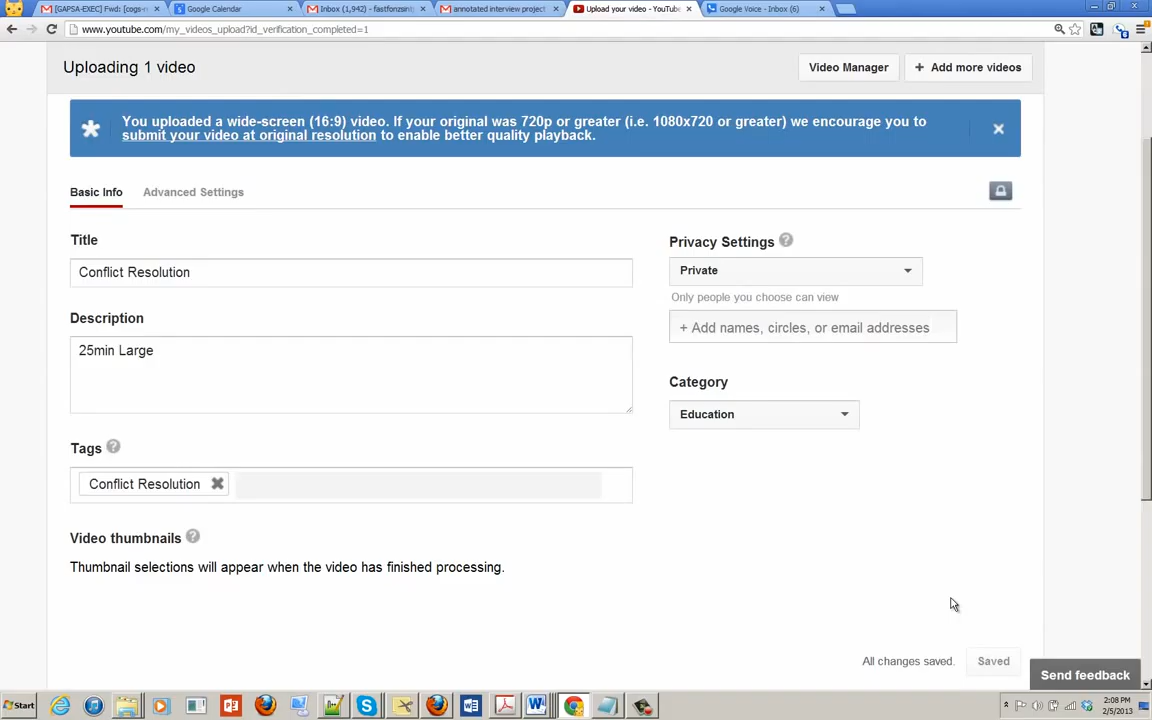 [GAPSA-EXEC] Fwd: [cogs-r
Google Calendar
Inbox (1,942) - fastfonzsint
annotated interview project
Upload your video - YouTube
Google Voice - Inbox (6)
www.youtube.com/my_videos_upload?id_verification_completed=1
Uploading 1 video
Video Manager
+ Add more videos
You uploaded a wide-screen (16:9) video. If your original was 720p or greater (i.e. 1080x720 or greater) we encourage you to
submit your video at original resolution to enable better quality playback.
Basic Info
Advanced Settings
Title
Conflict Resolution
Privacy Settings
Private
Only people you choose can view
+ Add names, circles, or email addresses
Description
25min Large
Category
Education
Tags
Conflict Resolution
Video thumbnails
Thumbnail selections will appear when the video has finished processing.
All changes saved.
Saved
Send feedback
Start
2:08 PM
2/5/2013